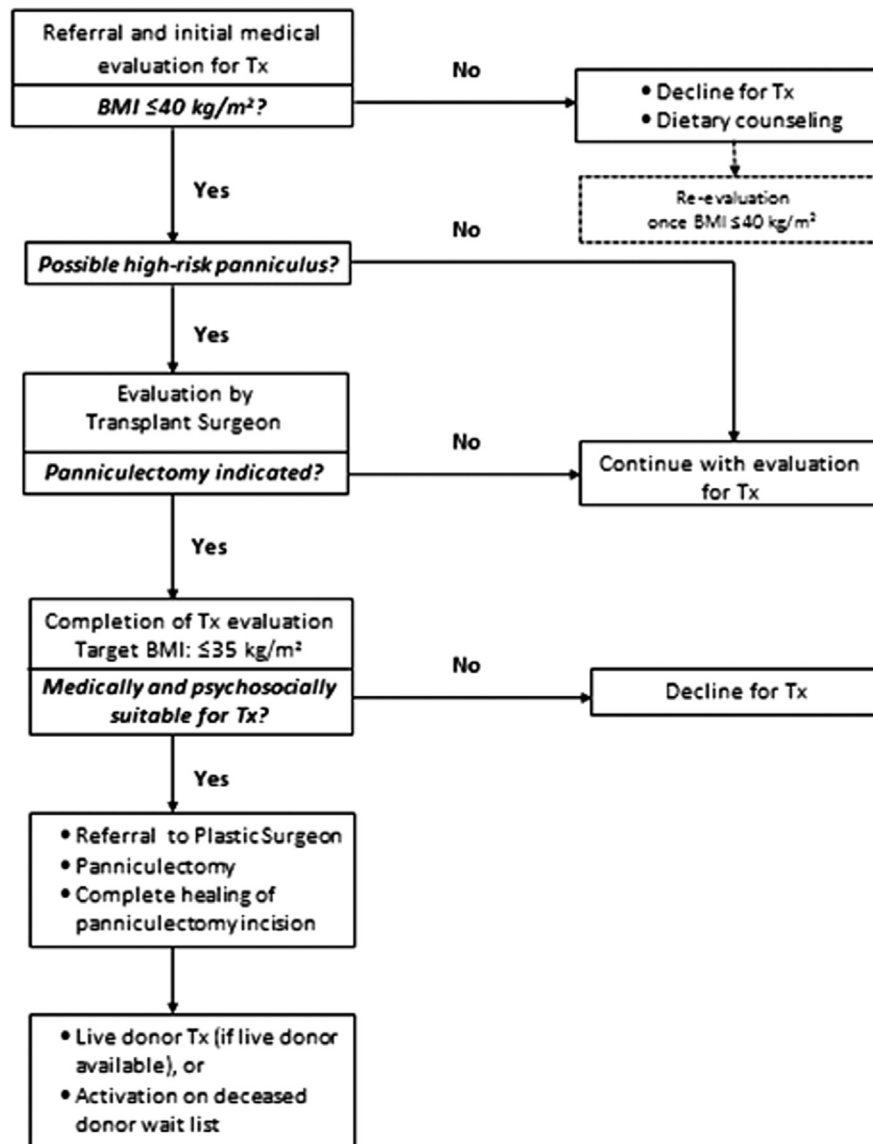 Referral and initial medical
evaluation for Tx
BMI ≤40 kg/m²?
No
• Decline for Tx
• Dietary counseling
Yes
Re-evaluation
once BMI ≤40 kg/m²
No
Possible high-risk panniculus?
Yes
Evaluation by
Transplant Surgeon
No
Panniculectomy indicated?
Continue with evaluation
for Tx
Yes
Completion of Tx evaluation
Target BMI: ≤35 kg/m²
No
Medically and psychosocially
suitable for Tx?
Decline for Tx
Yes
• Referral to Plastic Surgeon
• Panniculectomy
• Complete healing of
panniculectomy incision
• Live donor Tx (if live donor
available), or
• Activation on deceased
donor wait list